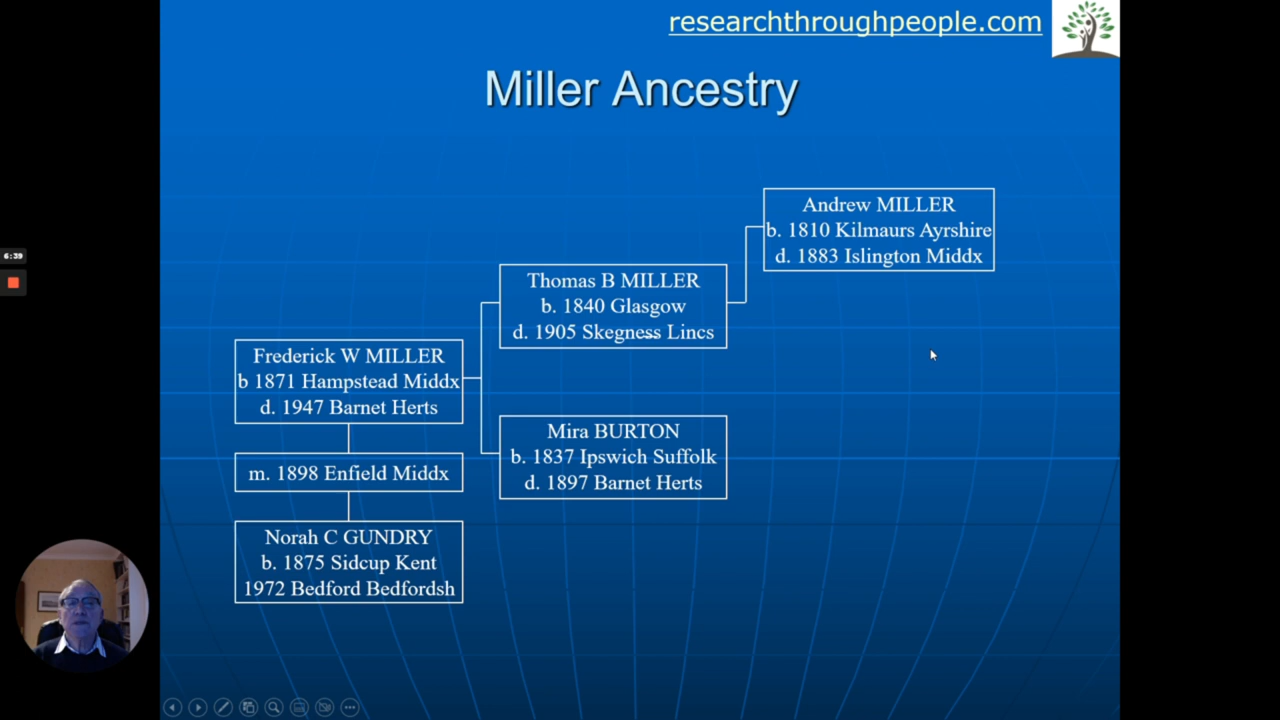 researchthroughpeople.com
Miller Ancestry
Andrew MILLER
b. 1810 Kilmaurs Ayrshire
d. 1883 Islington Middx
Thomas B MILLER
b. 1840 Glasgow
d. 1905 Skegness Lincs
6:39
Frederick W MILLER
b 1871 Hampstead Middx
d. 1947 Barnet Herts
Mira BURTON
b. 1837 Ipswich Suffolk
d. 1897 Barnet Herts
m. 1898 Enfield Middx
Norah C GUNDRY
b. 1875 Sidcup Kent
1972 Bedford Bedfordsh